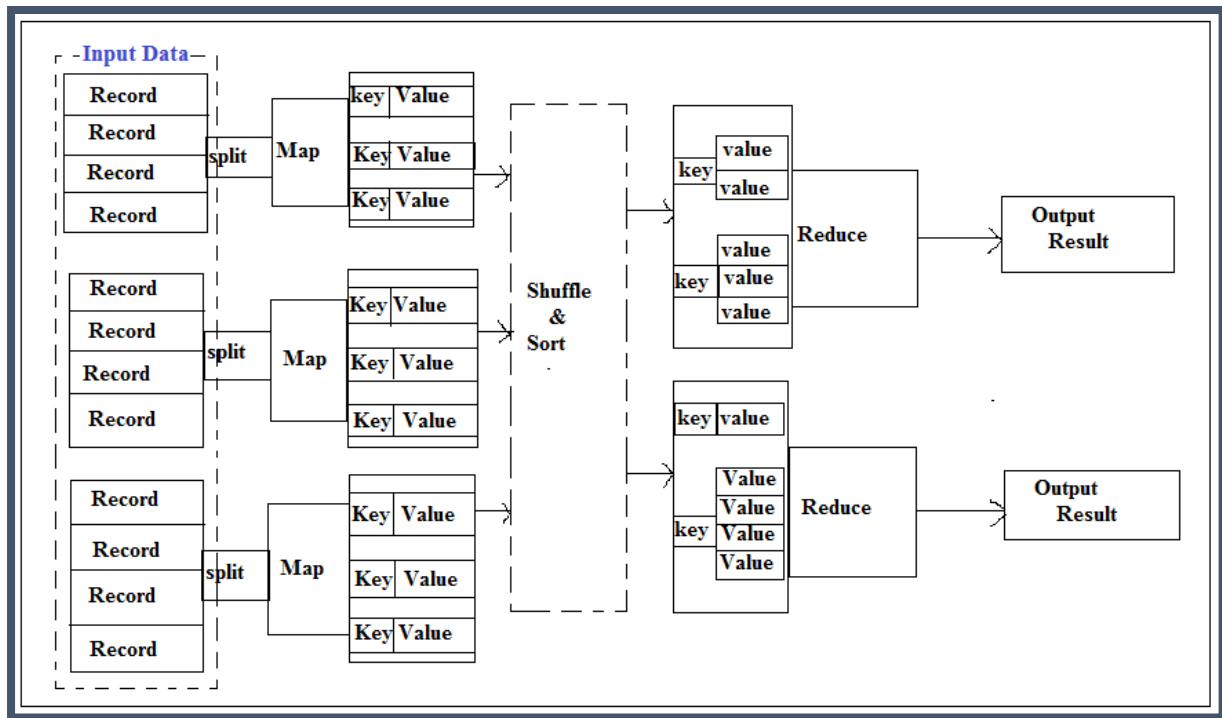 Input Data
Record
Record
Record
Record
split
Map
key Value
Key Value
Key Value
Record
Record
Record
Record
split
Map
Key Value
Key Value
Key Value
Record
Record
Record
Record
split
Map
Key Value
Key Value
Key Value
Shuffle
&
Sort
key
value
value
key
value
value
value
Reduce
Output
Result
key value
key
Value
Value
Value
Value
Reduce
Output
Result